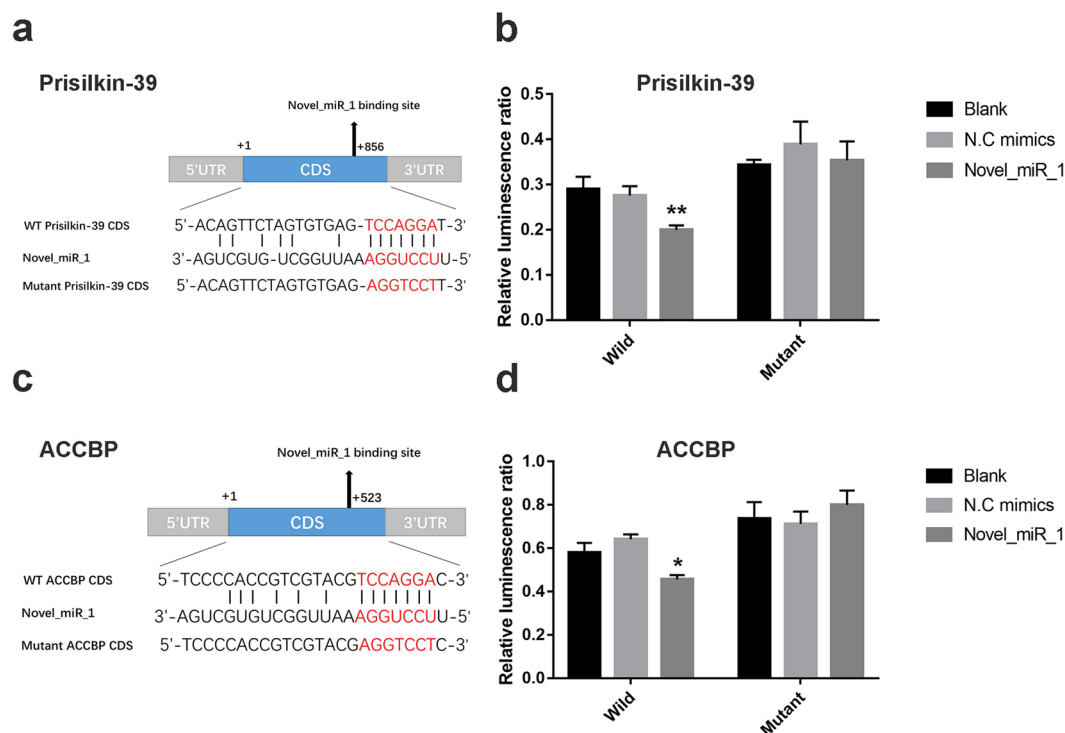 a
Prisilkin-39
Novel_miR_1 binding site
+1
+856
5'UTR CDS 3'UTR
WT Prisilkin-39 CDS 5'-ACAGTTCTAGTGTGAG-TCCAGGAT-3'
Novel_miR_1 3'-AGUCGUG-UCGGUUAAAGGUCCUU-5'
Mutant Prisilkin-39 CDS 5'-ACAGTTCTAGTGTGAG-AGGTCCTT-3'
b
Prisilkin-39
Relative luminescence ratio
0.5
0.4
0.3
0.2
0.1
0.0
**
Wild
Mutant
Blank
N.C mimics
Novel_miR_1
c
ACCBP
Novel_miR_1 binding site
+1
+523
5'UTR CDS 3'UTR
WT ACCBP CDS 5'-TCCCCACCGTCGTACGTCCAGGAC-3'
Novel_miR_1 3'-AGUCGUGUCGGUUAAAGGUCCUU-5'
Mutant ACCBP CDS 5'-TCCCCACCGTCGTACGAGGTCCTC-3'
d
ACCBP
Relative luminescence ratio
1.0
0.8
0.6
0.4
0.2
0.0
*
Wild
Mutant
Blank
N.C mimics
Novel_miR_1